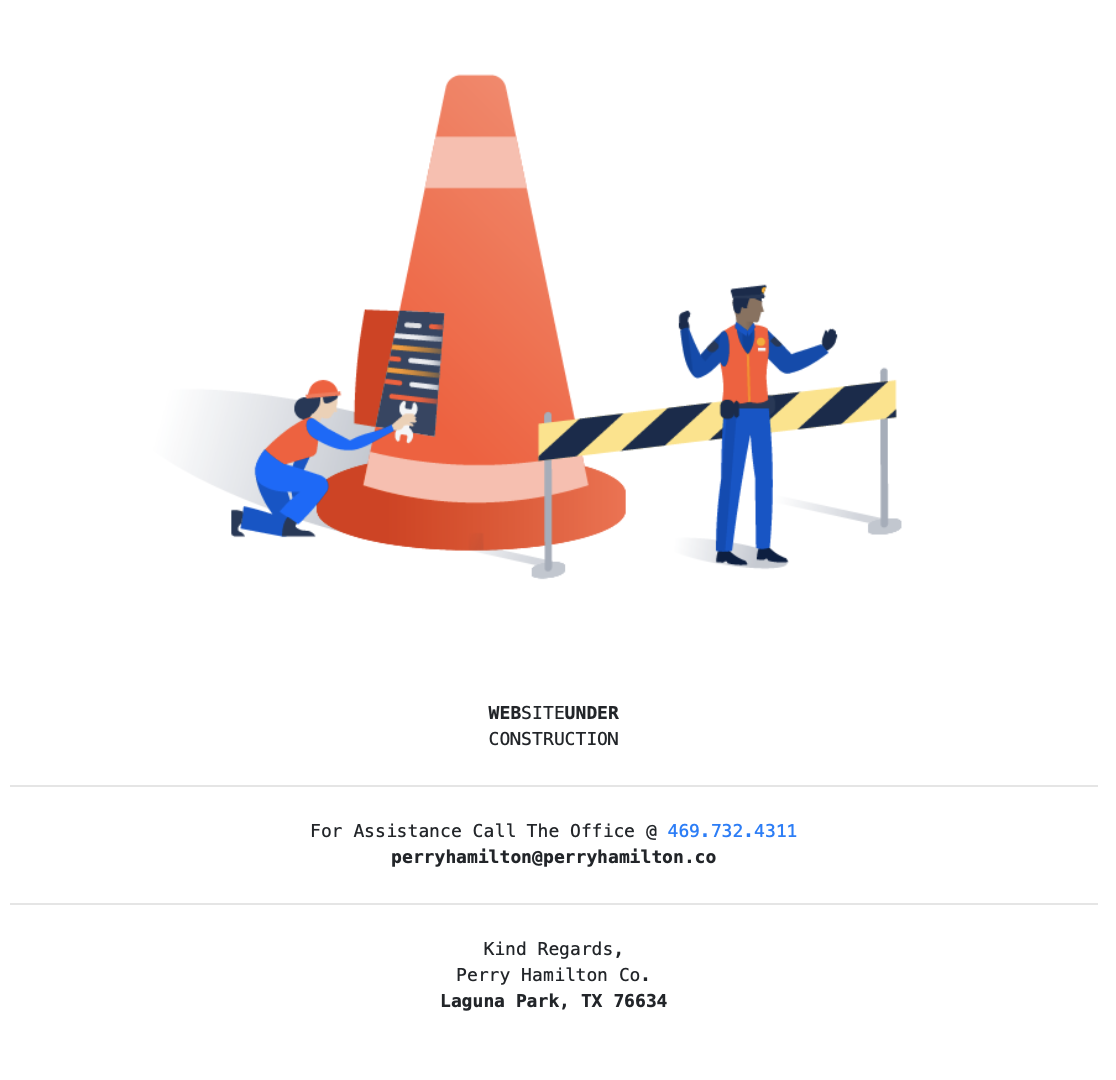 WEBSITEUNDER
CONSTRUCTION
For Assistance Call The Office @ 469.732.4311
perryhamilton@perryhamilton.co
Kind Regards,
Perry Hamilton Co.
Laguna Park, TX 76634